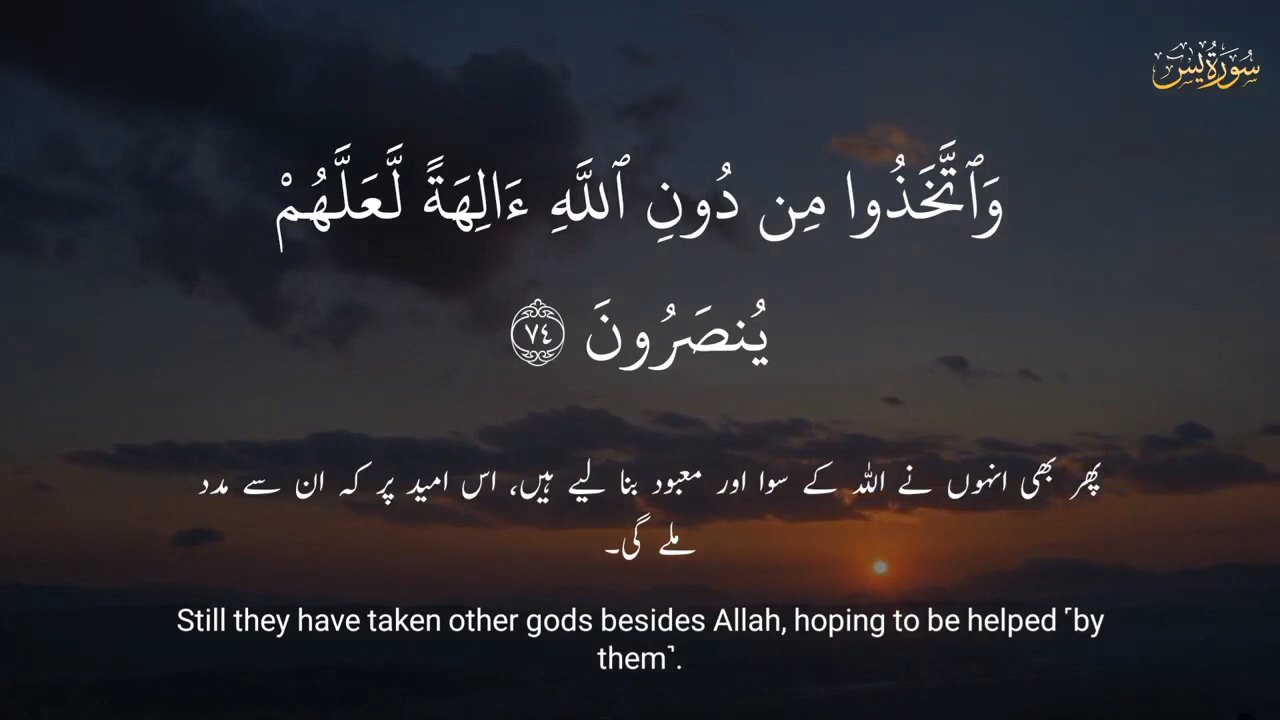 سُورَةُ يس
وَٱتَّخَذُوا مِن دُونِ ٱللَّهِ ءَالِهَةً لَّعَلَّهُمْ
يُنصَرُونَ ٧٤
پھر بھی انہوں نے اللہ کے سوا اور معبود بنا لیے ہیں، اس امید پر کہ ان سے مدد
ملے گی۔
Still they have taken other gods besides Allah, hoping to be helped ˹by
them˺.